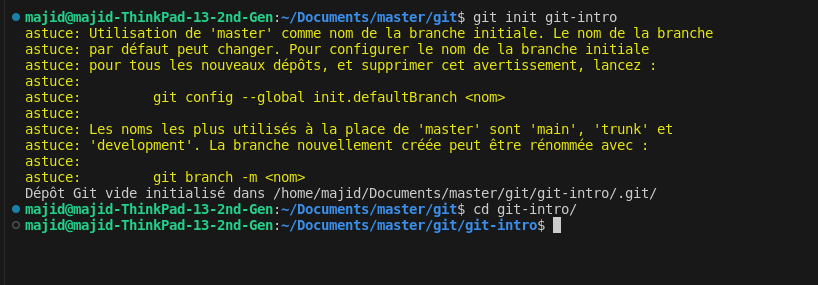 majid@majid-ThinkPad-13-2nd-Gen:~/Documents/master/git$ git init git-intro
astuce: Utilisation de 'master' comme nom de la branche initiale. Le nom de la branche
astuce: par défaut peut changer. Pour configurer le nom de la branche initiale
astuce: pour tous les nouveaux dépôts, et supprimer cet avertissement, lancez :
astuce:
astuce:         git config --global init.defaultBranch <nom>
astuce:
astuce: Les noms les plus utilisés à la place de 'master' sont 'main', 'trunk' et
astuce: 'development'. La branche nouvellement créée peut être rénommée avec :
astuce:
astuce:         git branch -m <nom>
Dépôt Git vide initialisé dans /home/majid/Documents/master/git/git-intro/.git/
majid@majid-ThinkPad-13-2nd-Gen:~/Documents/master/git$ cd git-intro/
majid@majid-ThinkPad-13-2nd-Gen:~/Documents/master/git/git-intro$